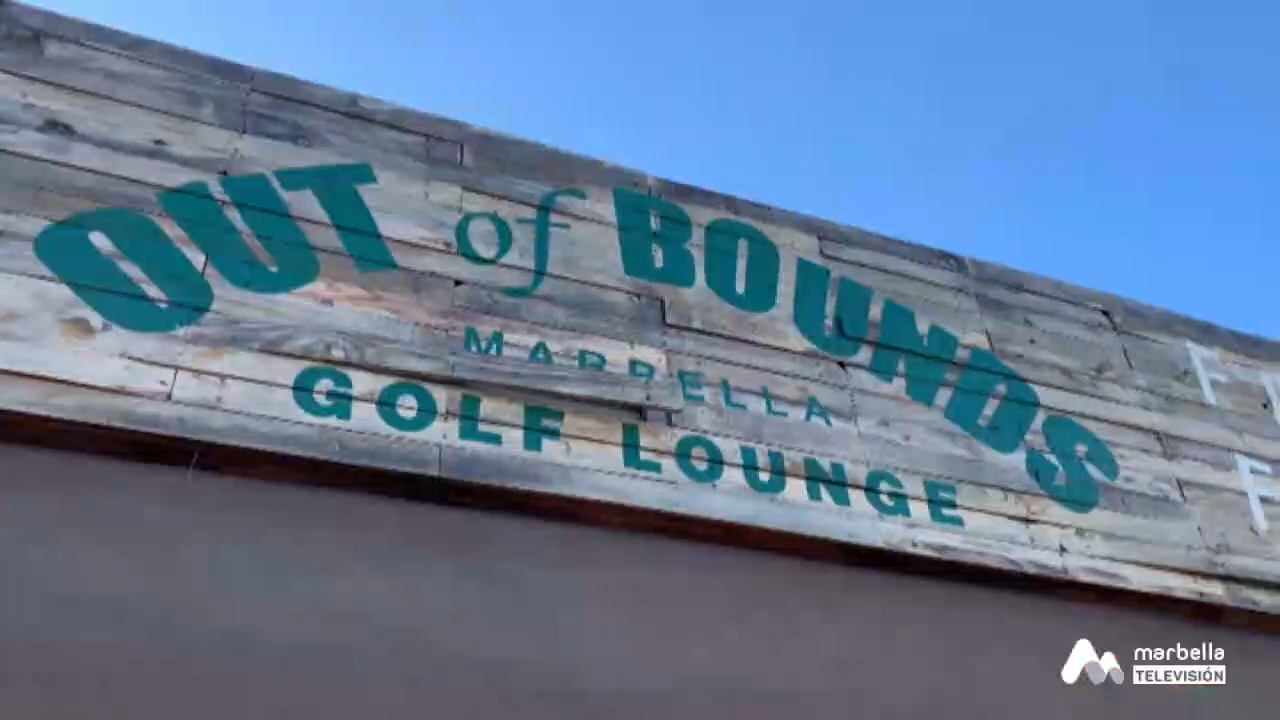 OUT of BOUNDS
MARBELLA
GOLF LOUNGE
marbella
TELEVISIÓN